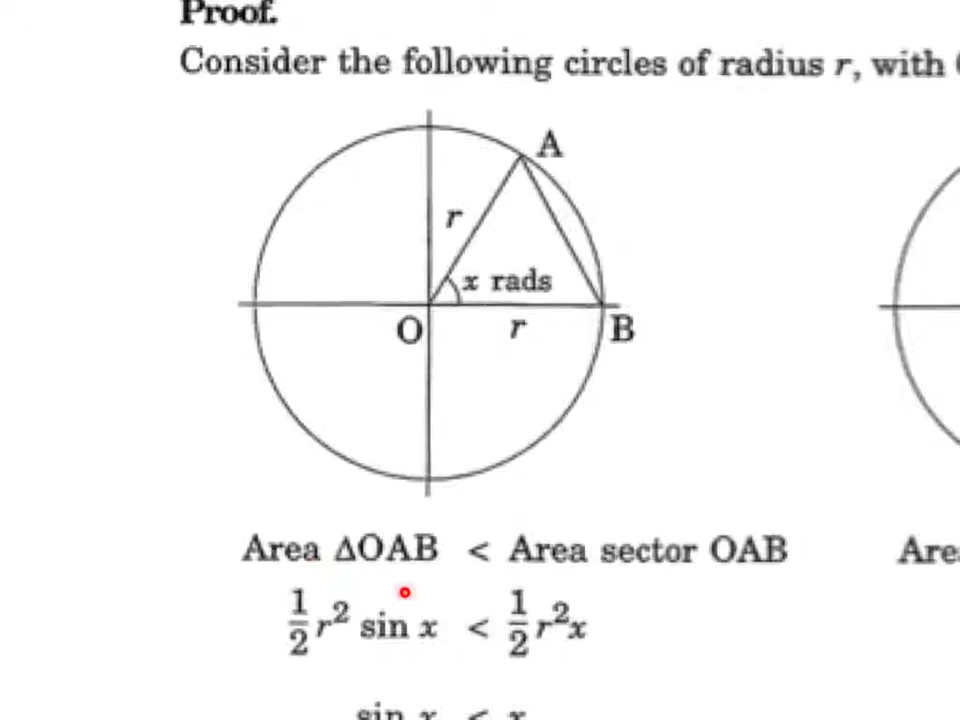 Proof.
Consider the following circles of radius r, with
A
r
x rads
O
r
B
Area ΔOAB < Area sector OAB
Are
1/2 r² sin x < 1/2 r²x
sin x < x